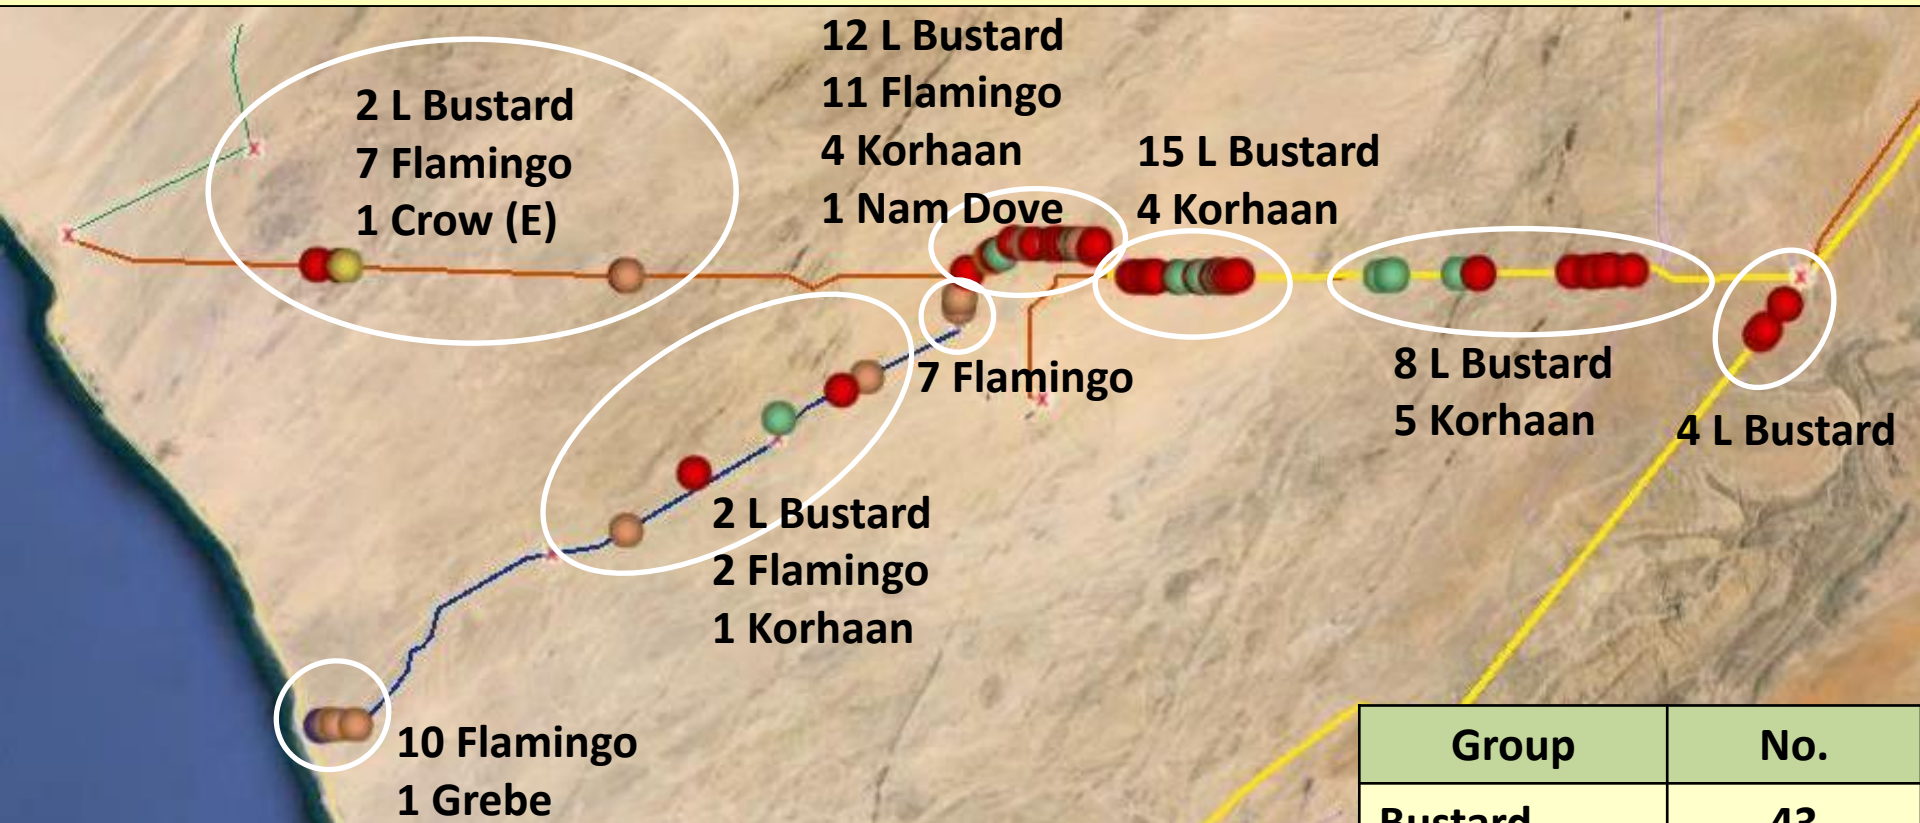 12 L Bustard
11 Flamingo
4 Korhaan
1 Nam Dove
2 L Bustard
7 Flamingo
1 Crow (E)
15 L Bustard
4 Korhaan
7 Flamingo
8 L Bustard
5 Korhaan
4 L Bustard
2 L Bustard
2 Flamingo
1 Korhaan
10 Flamingo
1 Grebe
Group No.
Bustard 43